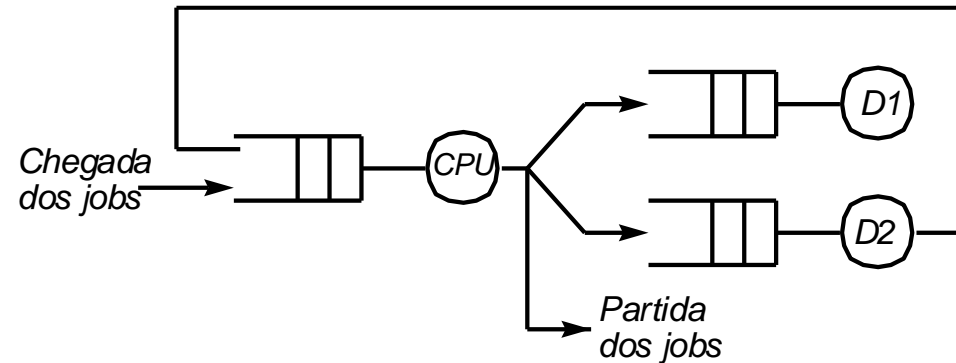 D1
Chegada
dos jobs
CPU
D2
Partida
dos jobs